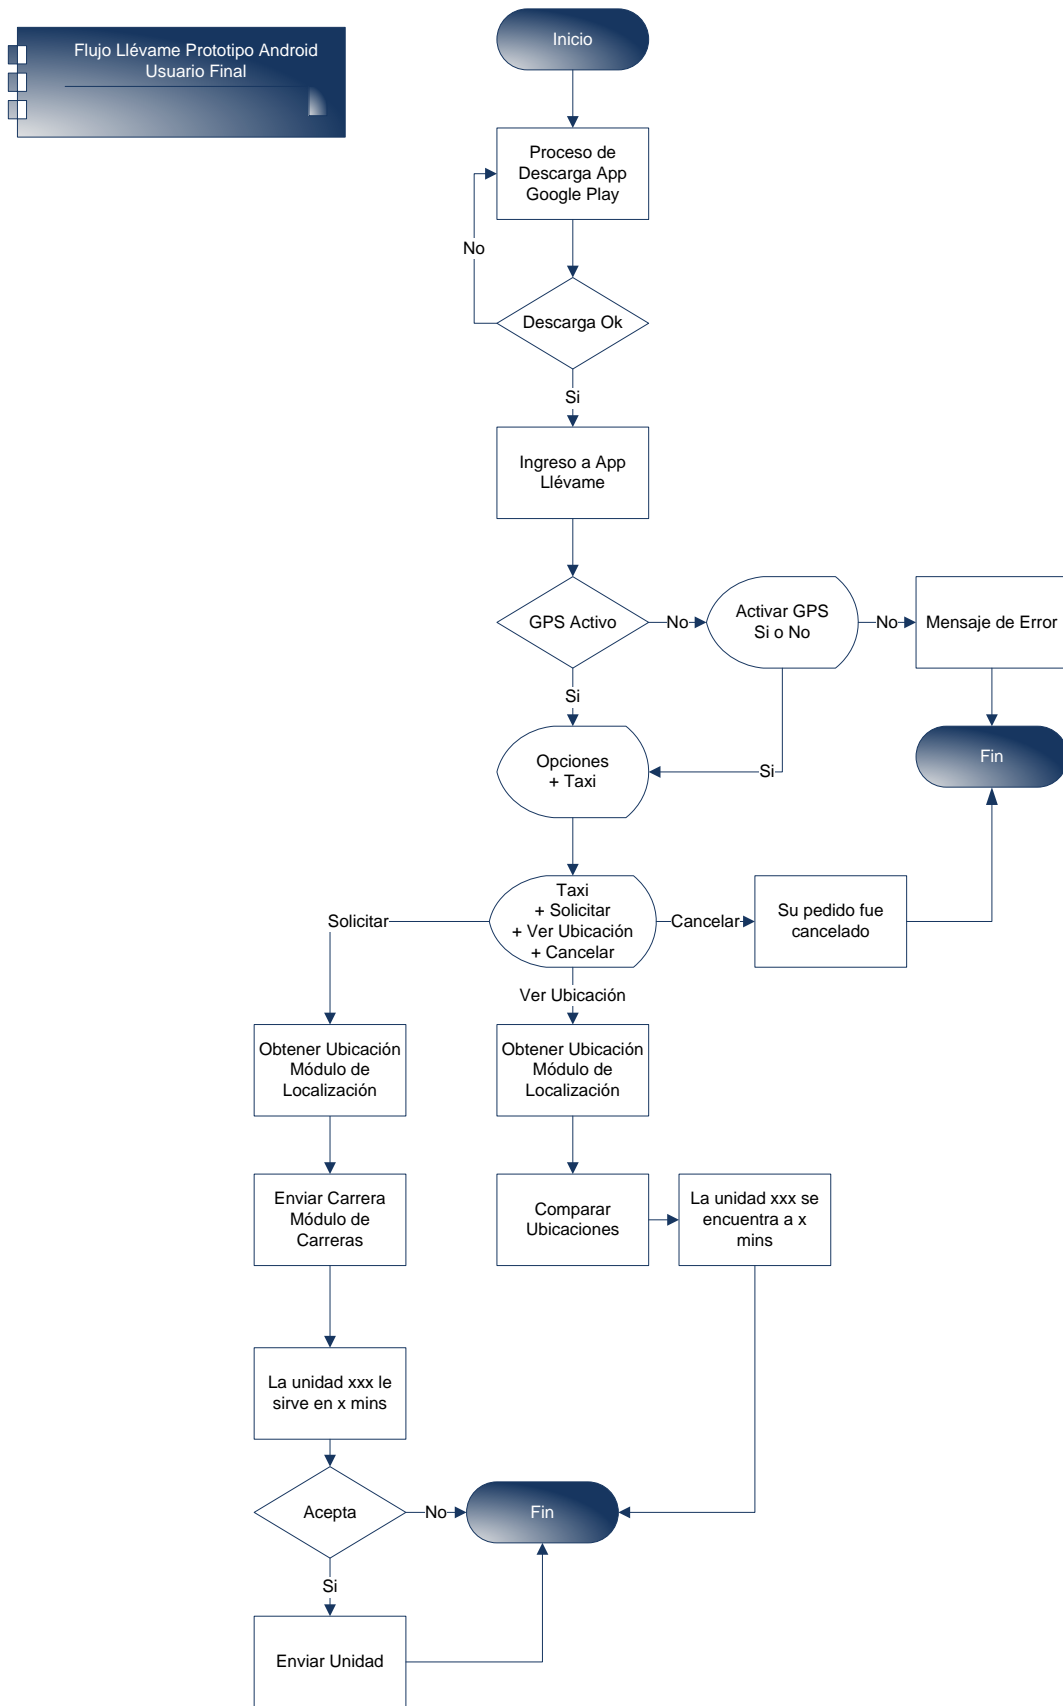 Flujo Llévame Prototipo Android
Usuario Final
Inicio
Proceso de
Descarga App
Google Play
No
Descarga Ok
Si
Ingreso a App
Llévame
GPS Activo
No
Activar GPS
Si o No
No
Mensaje de Error
Si
Opciones
+ Taxi
Si
Fin
Taxi
+ Solicitar
+ Ver Ubicación
+ Cancelar
Solicitar
Cancelar
Su pedido fue
cancelado
Ver Ubicación
Obtener Ubicación
Módulo de
Localización
Obtener Ubicación
Módulo de
Localización
Enviar Carrera
Módulo de
Carreras
Comparar
Ubicaciones
La unidad xxx se
encuentra a x
mins
La unidad xxx le
sirve en x mins
Acepta
No
Fin
Si
Enviar Unidad